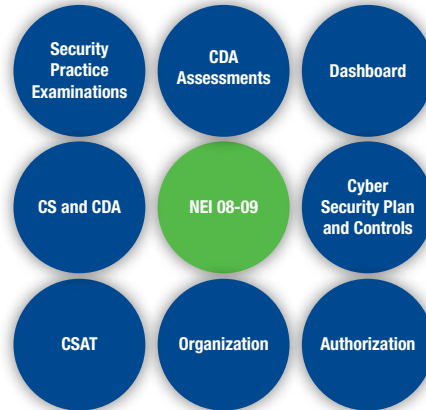 Security
Practice
Examinations
CDA
Assessments
Dashboard
CS and CDA
NEI 08-09
Cyber
Security Plan
and Controls
CSAT
Organization
Authorization